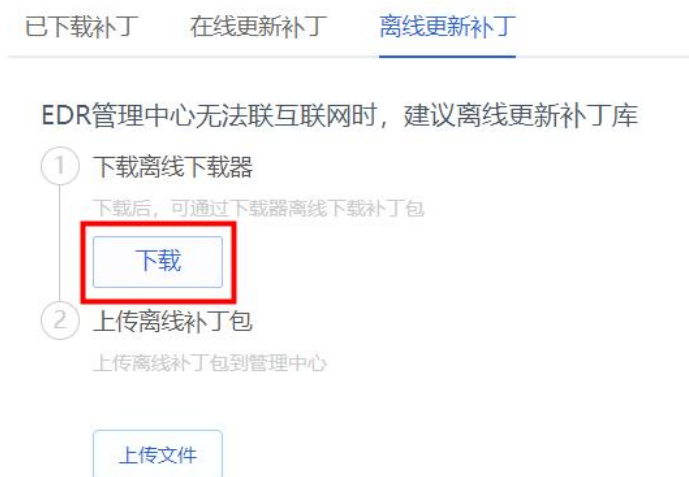 已下载补丁 在线更新补丁 离线更新补丁
EDR管理中心无法联互联网时，建议离线更新补丁库
1 下载离线下载器
下载后，可通过下载器离线下载补丁包
下载
2 上传离线补丁包
上传离线补丁包到管理中心
上传文件